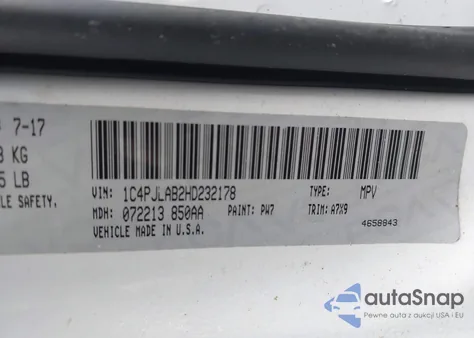 7-17
KG
LB
LE SAFETY,
VIN: 1C4PJLAB2HD232178 TYPE: MPV
MDH: 072213 850AA PAINT: PW7 TRIM: A7X9
VEHICLE MADE IN U.S.A. 4658843
autoSnap
Pewne auta z aukcji USA i EU